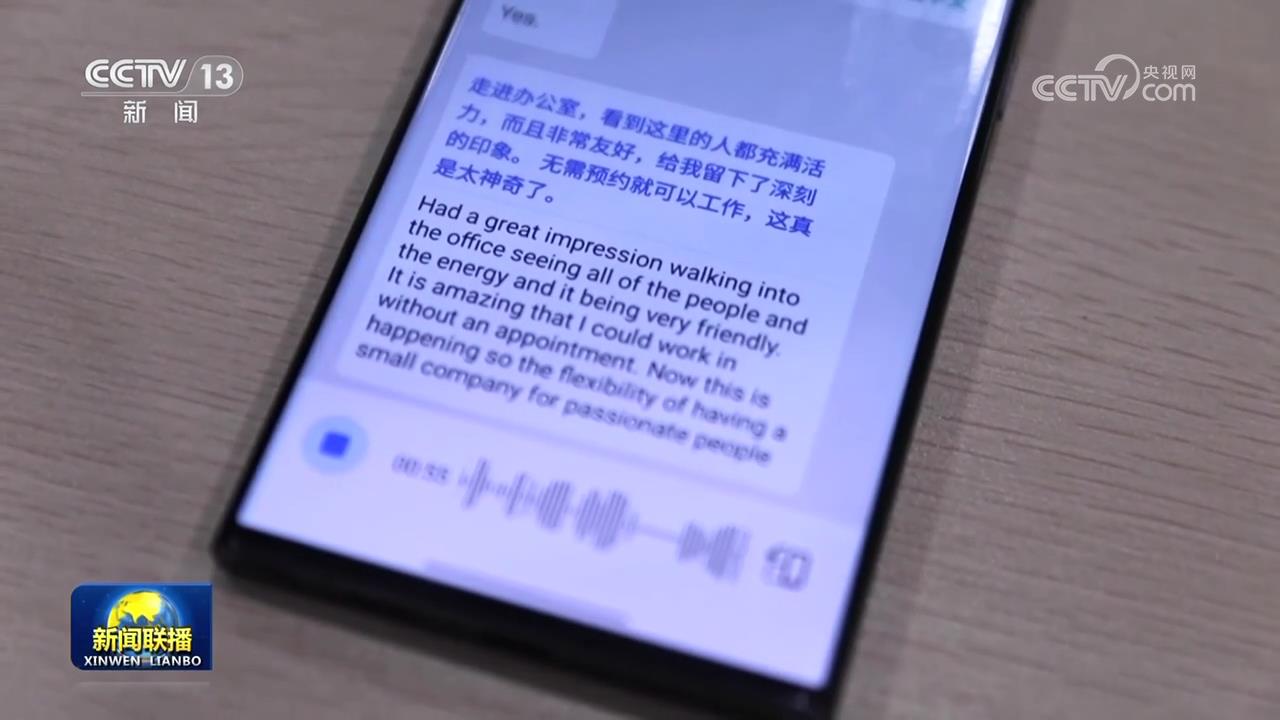 CCTV 13
新闻
CCTV 央视网
com
Yes.
走进办公室，看到这里的人都充满活
力，而且非常友好，给我留下了深刻
的印象。 无需预约就可以工作，这真
是太神奇了。
Had a great impression walking into
the office seeing all of the people and
the energy and it being very friendly.
It is amazing that I could work in
without an appointment. Now this is
happening so the flexibility of having a
small company for passionate people
00:53
新闻联播
XINWEN LIANBO